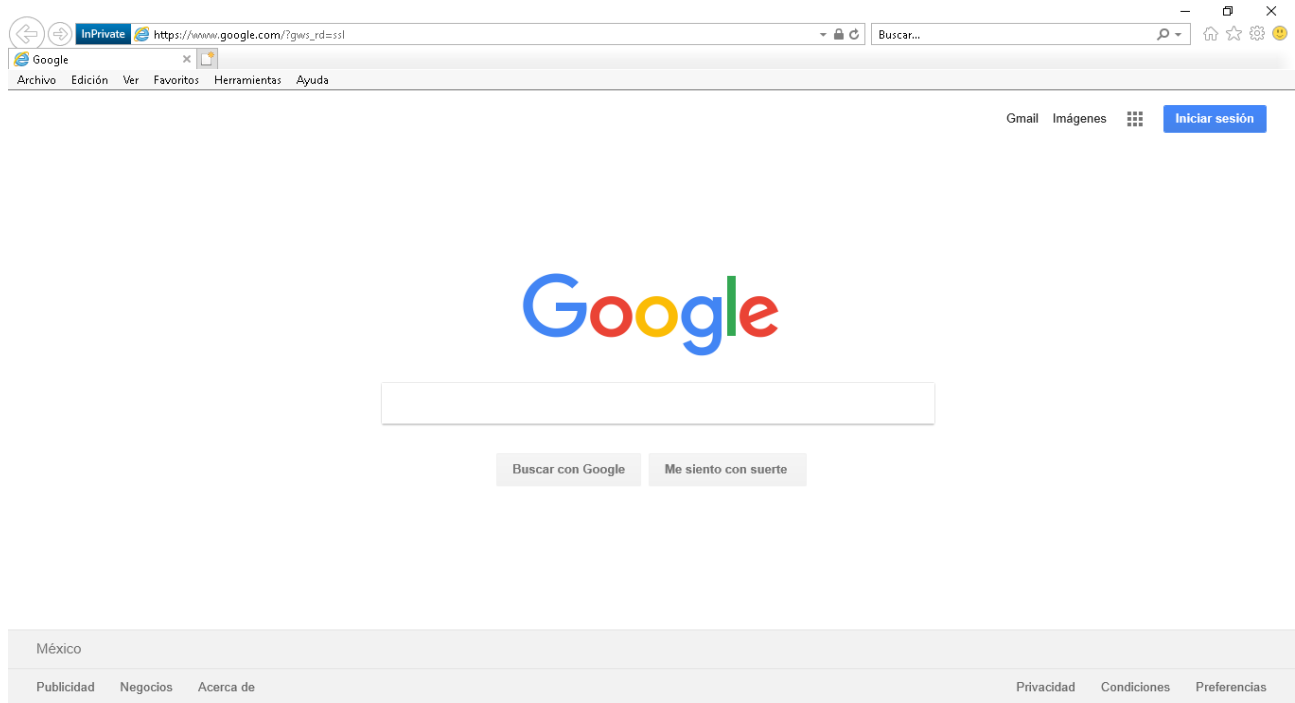 InPrivate https://www.google.com/?gws_rd=ssl Buscar...
Google
Archivo Edición Ver Favoritos Herramientas Ayuda
Gmail Imágenes Iniciar sesión
Google
Buscar con Google Me siento con suerte
México
Publicidad Negocios Acerca de Privacidad Condiciones Preferencias